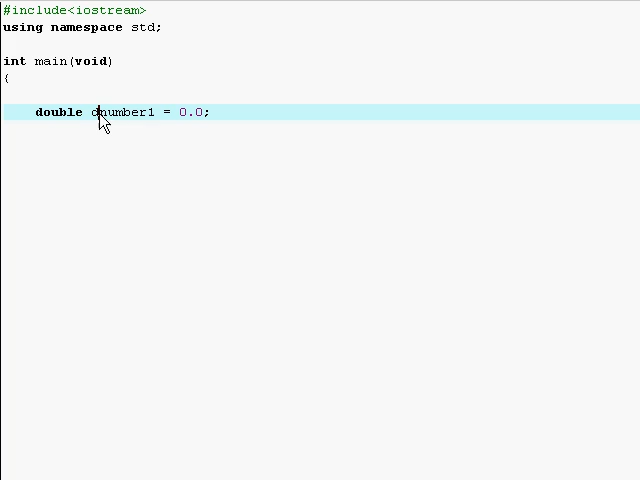 #include<iostream>
using namespace std;
int main(void)
{
double dnumber1 = 0.0;